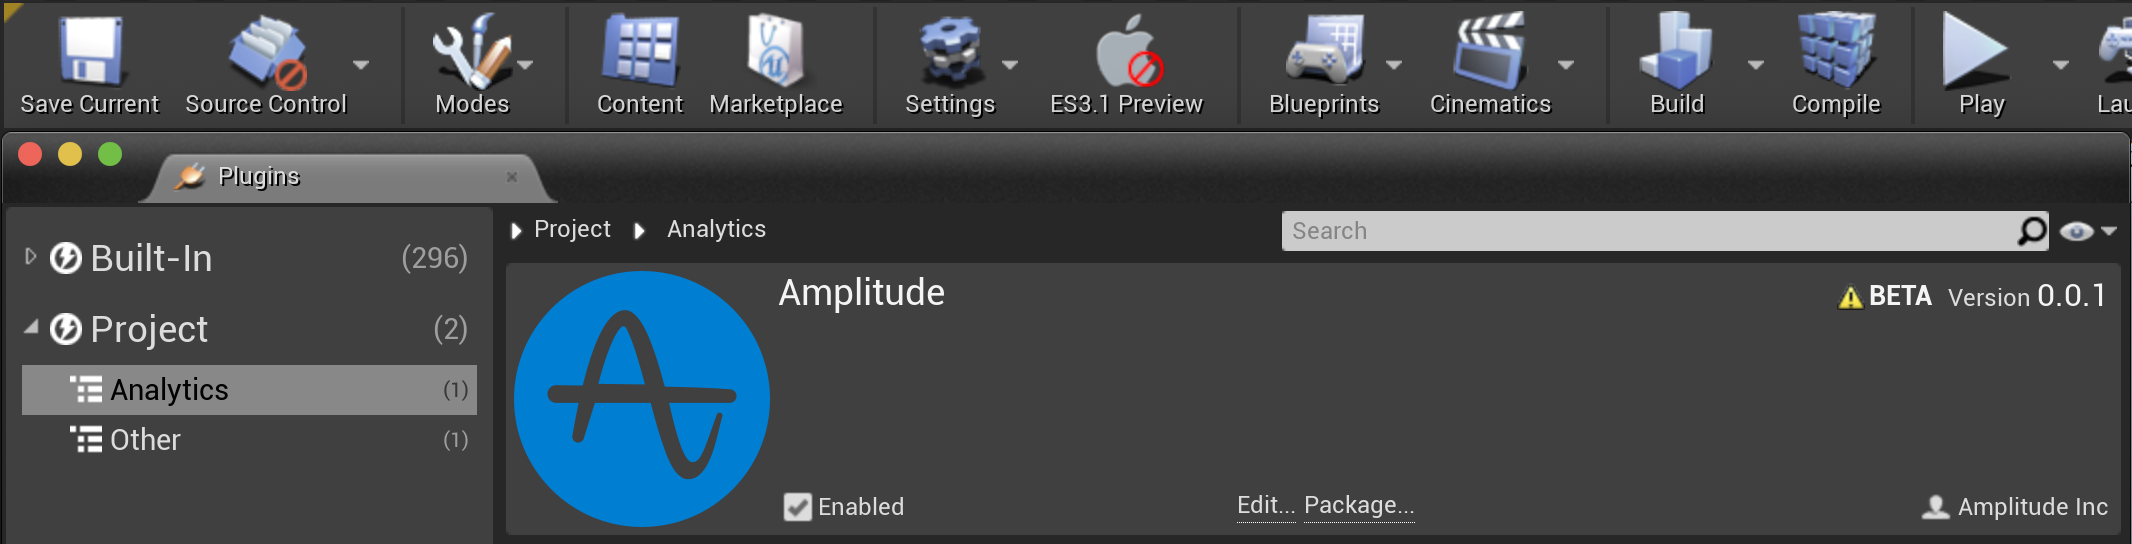 Save Current Source Control Modes Content Marketplace Settings ES3.1 Preview Blueprints Cinematics Build Compile Play Lau
Plugins
Project Analytics Search
Built-In (296)
Project (2)
Analytics (1)
Other (1)
Amplitude BETA Version 0.0.1
Enabled Edit... Package... Amplitude Inc